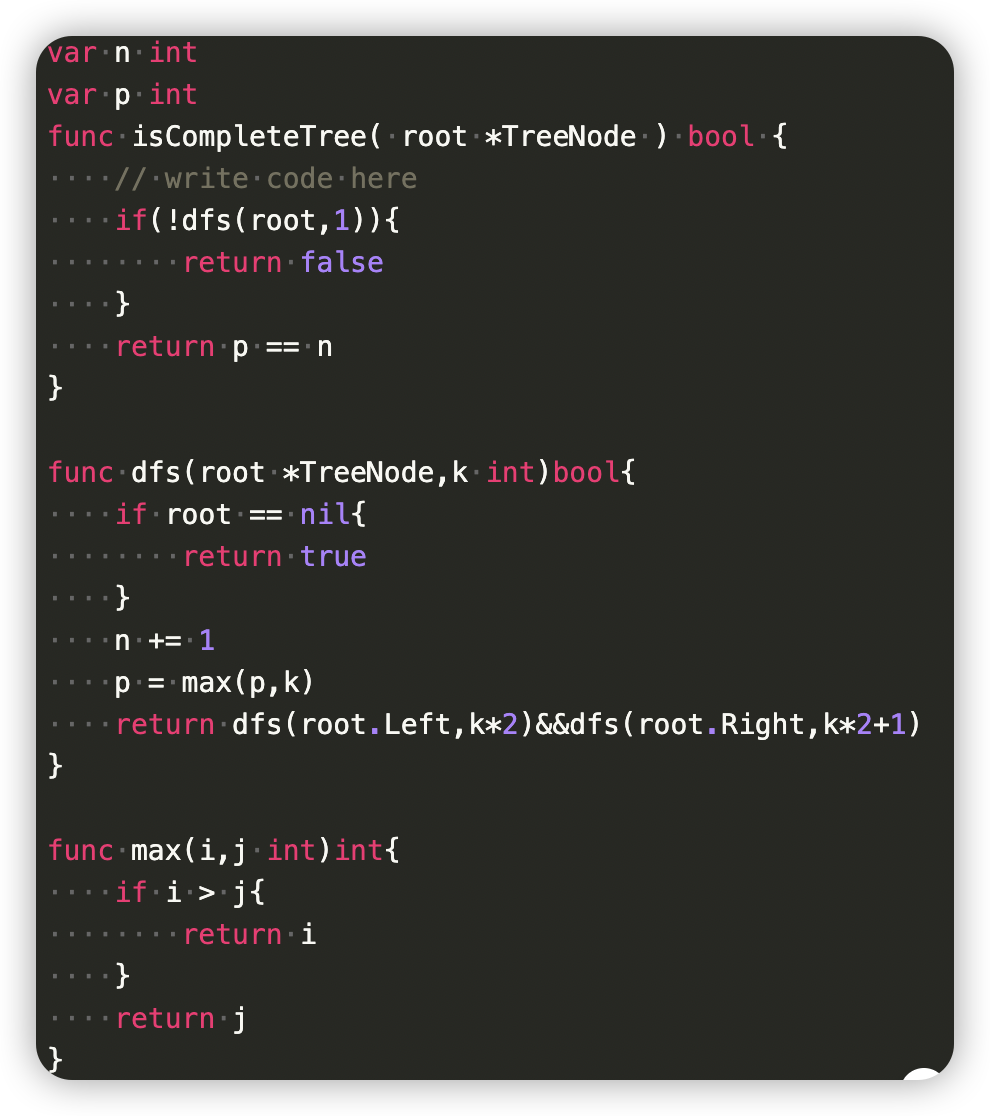 var n int
var p int
func isCompleteTree( root *TreeNode ) bool {
    // write code here
    if(!dfs(root,1)){
        return false
    }
    return p == n
}

func dfs(root *TreeNode,k int)bool{
    if root == nil{
        return true
    }
    n += 1
    p = max(p,k)
    return dfs(root.Left,k*2)&&dfs(root.Right,k*2+1)
}

func max(i,j int)int{
    if i > j{
        return i
    }
    return j
}